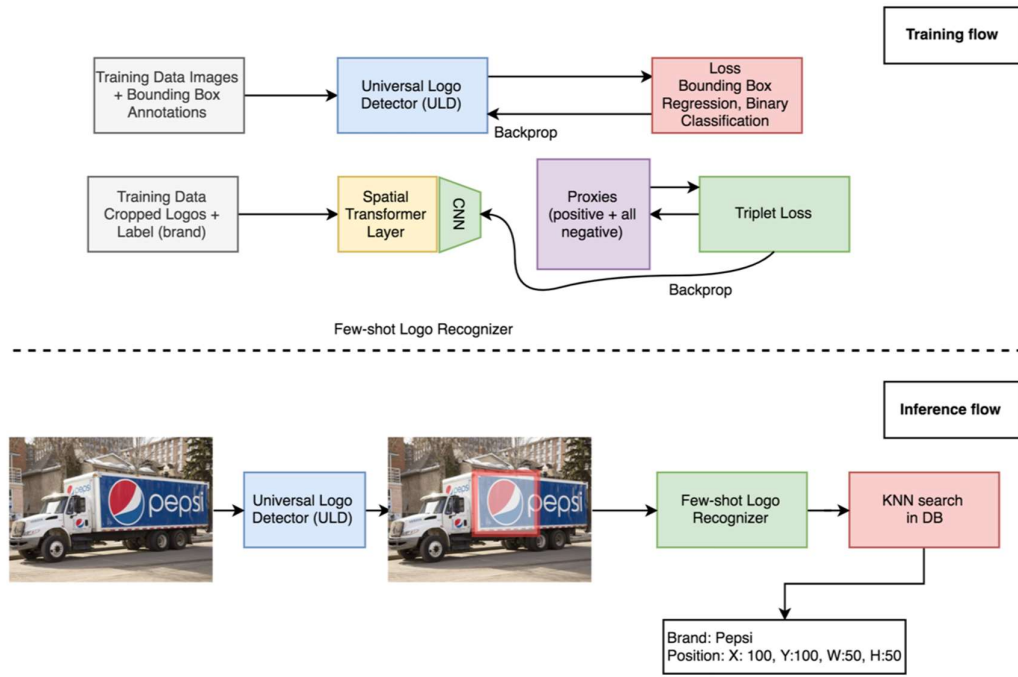 Training flow
Training Data Images
+ Bounding Box
Annotations
Universal Logo
Detector (ULD)
Loss
Bounding Box
Regression, Binary
Classification
Backprop
Training Data
Cropped Logos +
Label (brand)
Spatial
Transformer
Layer
CNN
Proxies
(positive + all
negative)
Triplet Loss
Backprop
Few-shot Logo Recognizer
Inference flow
pepsi
pepsi
Universal Logo
Detector (ULD)
pepsi
Few-shot Logo
Recognizer
KNN search
in DB
Brand: Pepsi
Position: X: 100, Y:100, W:50, H:50